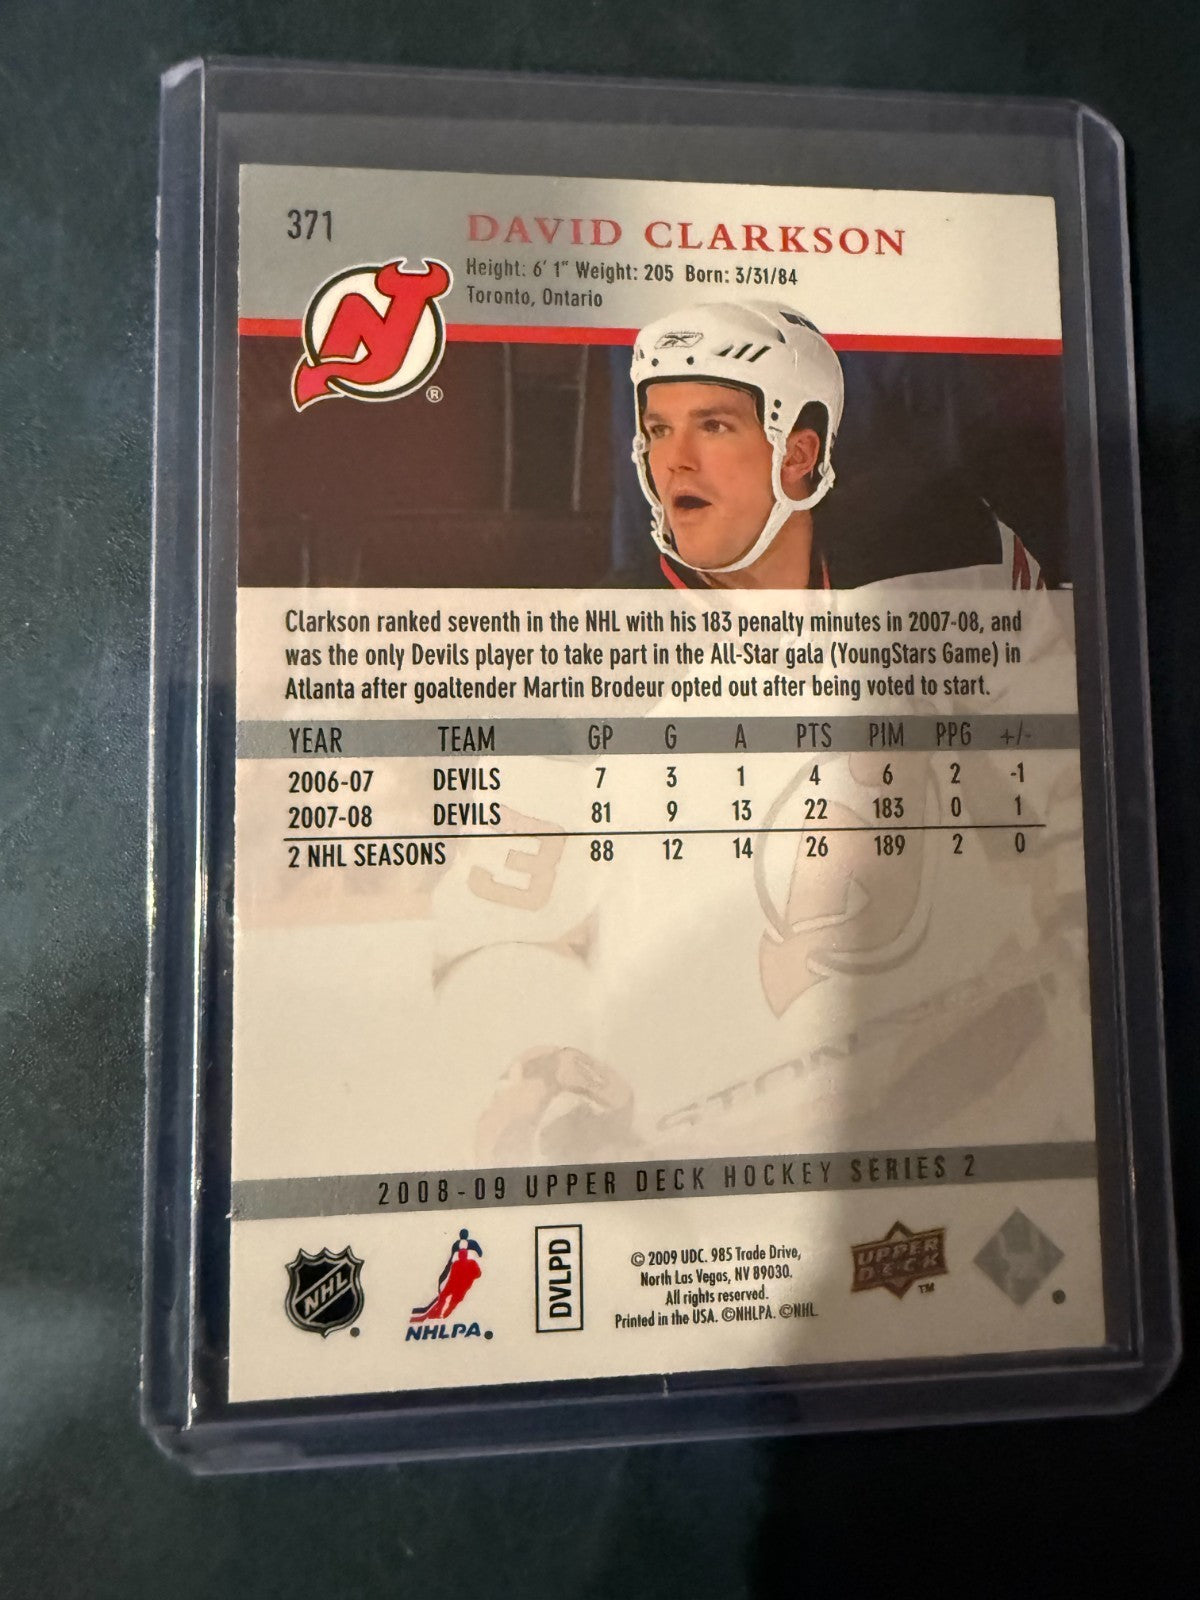 371
DAVID CLARKSON
Height: 6' 1" Weight: 205 Born: 3/31/84
Toronto, Ontario
®
Clarkson ranked seventh in the NHL with his 183 penalty minutes in 2007-08, and
was the only Devils player to take part in the All-Star gala (YoungStars Game) in
Atlanta after goaltender Martin Brodeur opted out after being voted to start.
YEAR TEAM GP G A PTS PIM PPG +/-
2006-07 DEVILS 7 3 1 4 6 2 -1
2007-08 DEVILS 81 9 13 22 183 0 1
2 NHL SEASONS 88 12 14 26 189 2 0
2008-09 UPPER DECK HOCKEY SERIES 2
NHL
NHLPA
DVLPD
© 2009 UDC. 985 Trade Drive,
North Las Vegas, NV 89030.
All rights reserved.
Printed in the USA. ©NHLPA. ©NHL
UPPER
DECK
TM